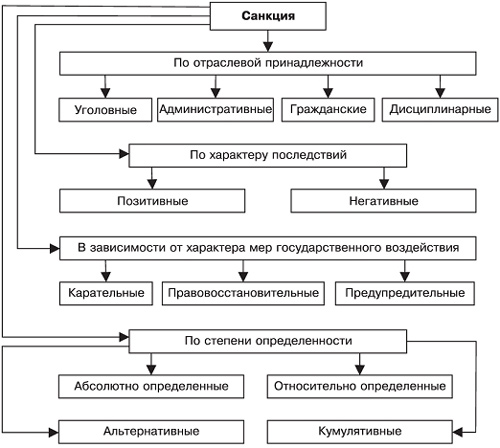 Санкция
По отраслевой принадлежности
Уголовные
Административные
Гражданские
Дисциплинарные
По характеру последствий
Позитивные
Негативные
В зависимости от характера мер государственного воздействия
Карательные
Правовосстановительные
Предупредительные
По степени определенности
Абсолютно определенные
Относительно определенные
Альтернативные
Кумулятивные